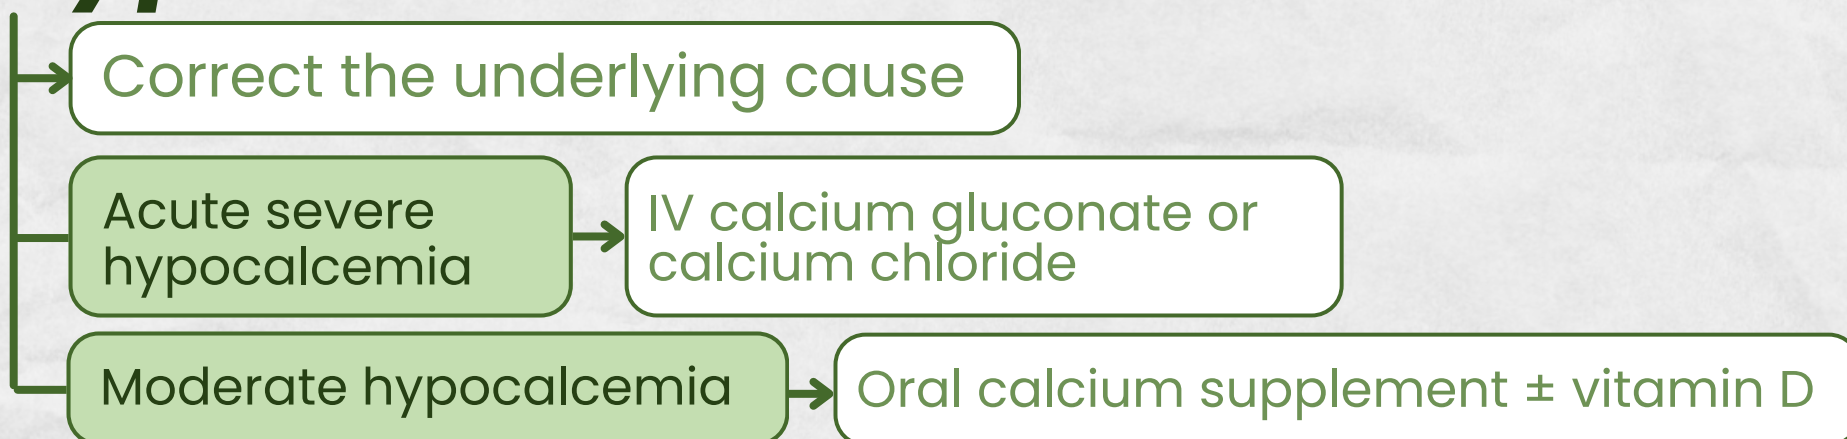 Correct the underlying cause
Acute severe
hypocalcemia
IV calcium gluconate or
calcium chloride
Moderate hypocalcemia
Oral calcium supplement ± vitamin D